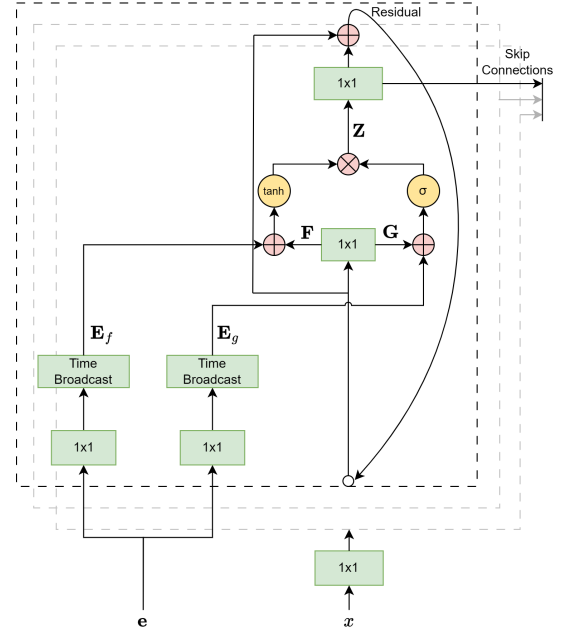 Residual
Skip
Connections
1x1
Z
tanh
σ
F
1x1
G
E_f
E_g
Time
Broadcast
Time
Broadcast
1x1
1x1
1x1
e
x